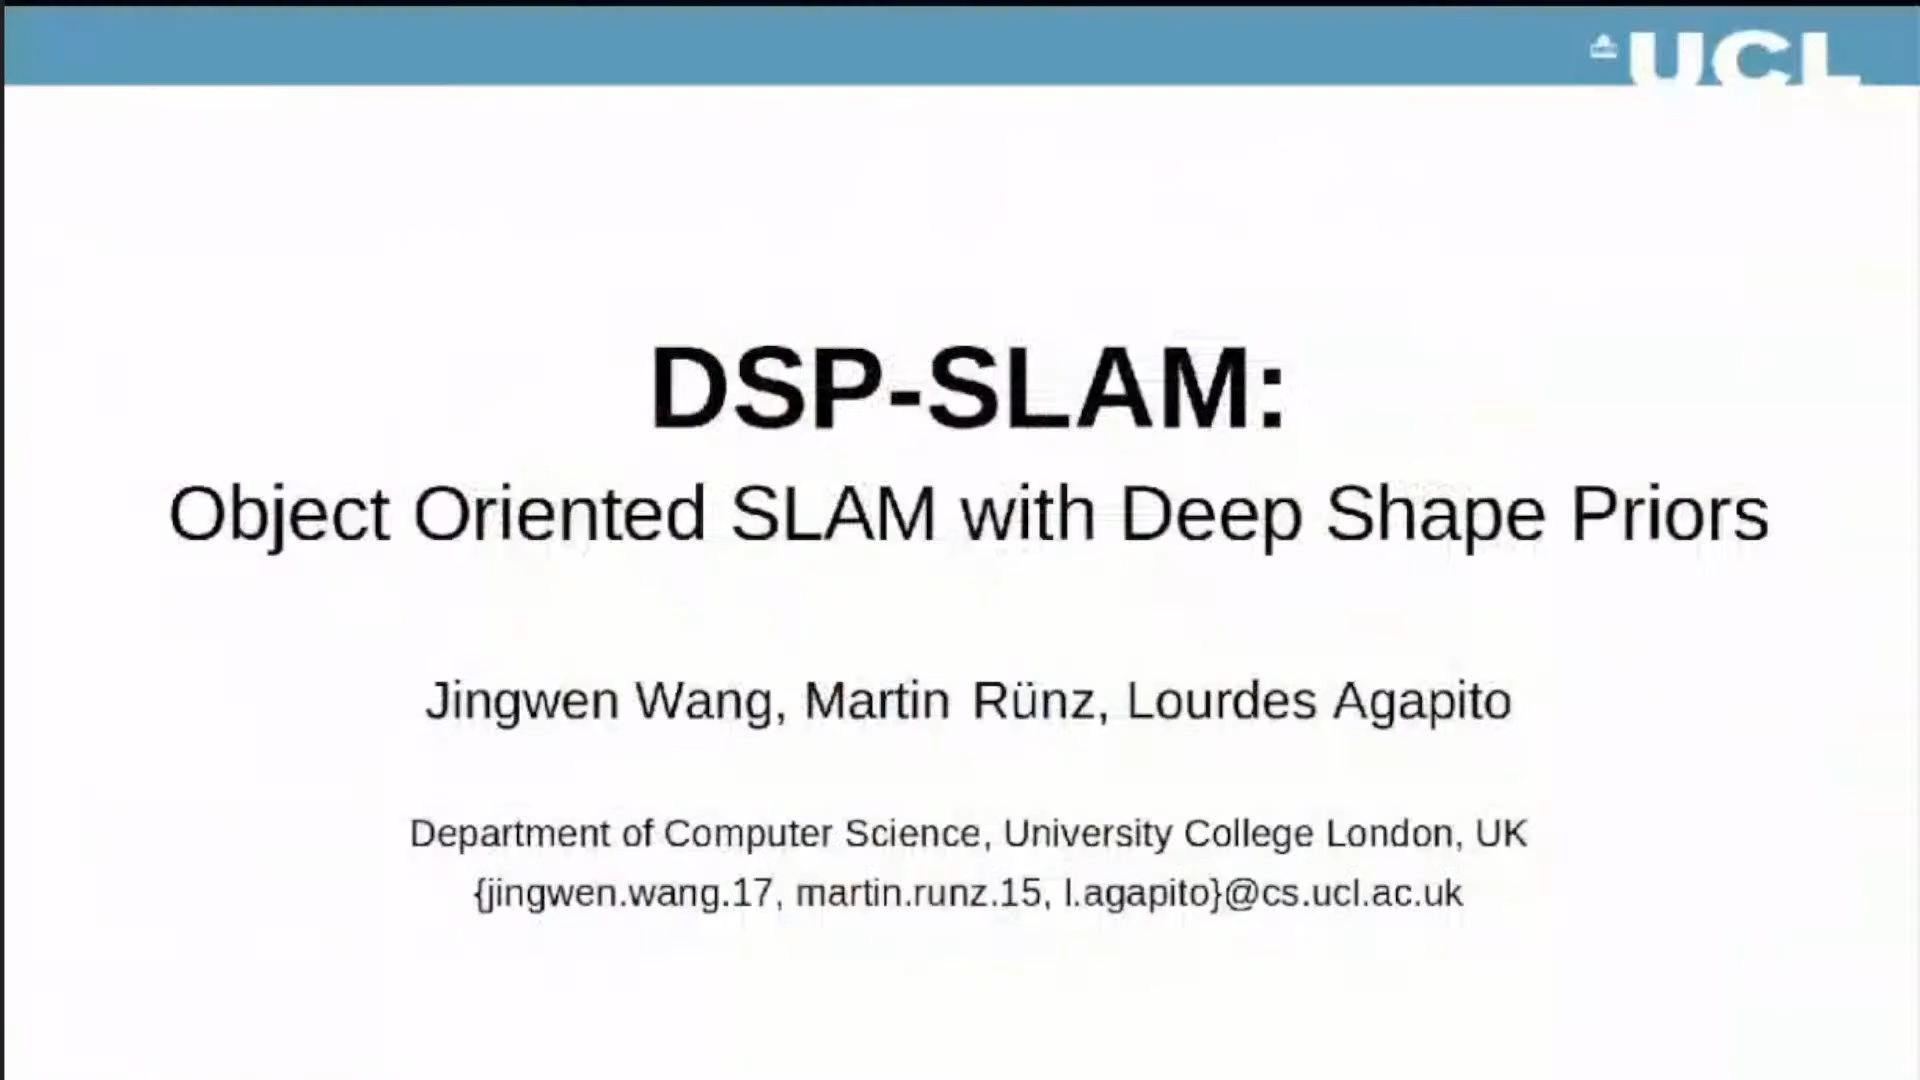 UCL
DSP-SLAM:
Object Oriented SLAM with Deep Shape Priors
Jingwen Wang, Martin Rünz, Lourdes Agapito
Department of Computer Science, University College London, UK
{jingwen.wang.17, martin.runz.15, l.agapito}@cs.ucl.ac.uk